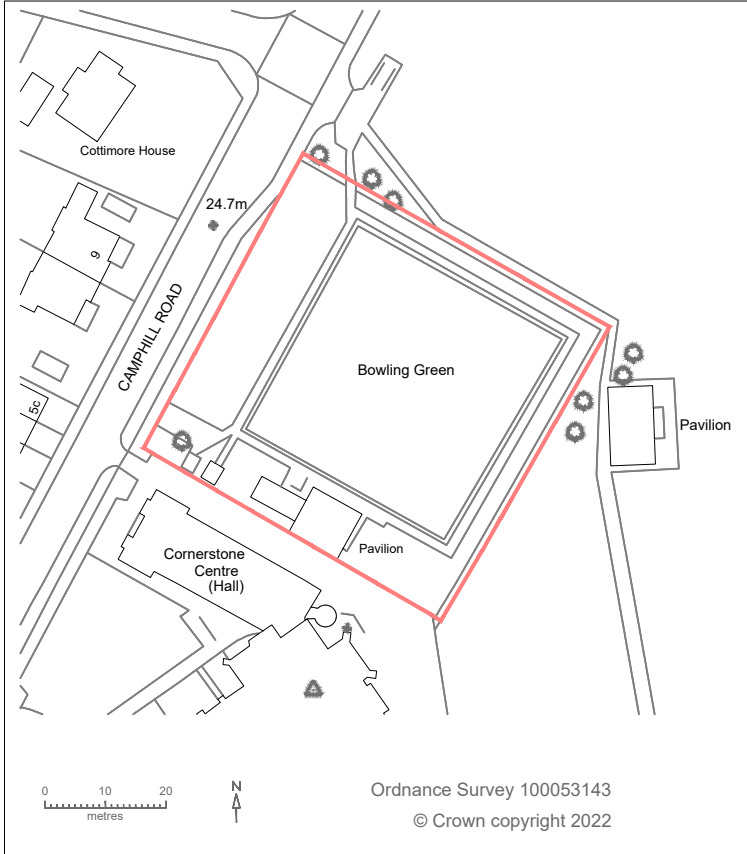 Cottimore House
24.7m
9
CAMPHILL ROAD
Bowling Green
5c
Pavilion
Pavilion
Cornerstone
Centre
(Hall)
0 10 20
metres
N
Ordnance Survey 100053143
© Crown copyright 2022